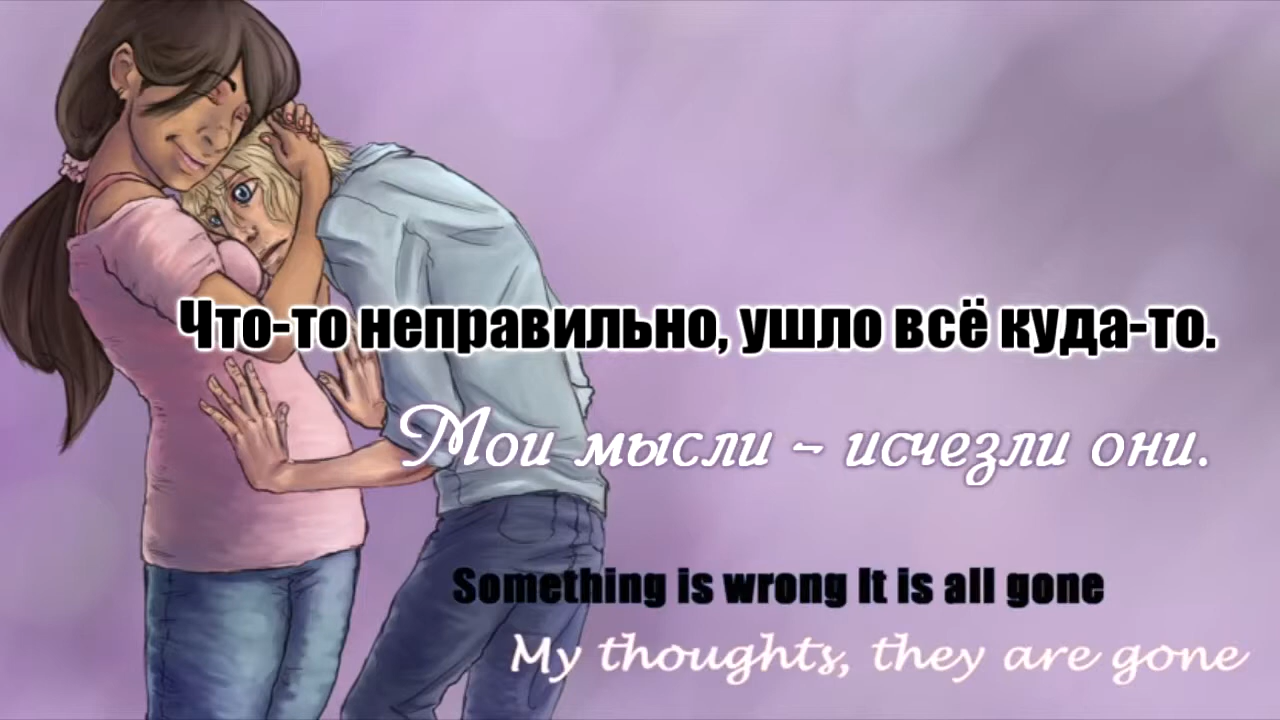 Что-то неправильно, ушло всё куда-то.
Мои мысли - исчезли они.
Something is wrong It is all gone
My thoughts, they are gone